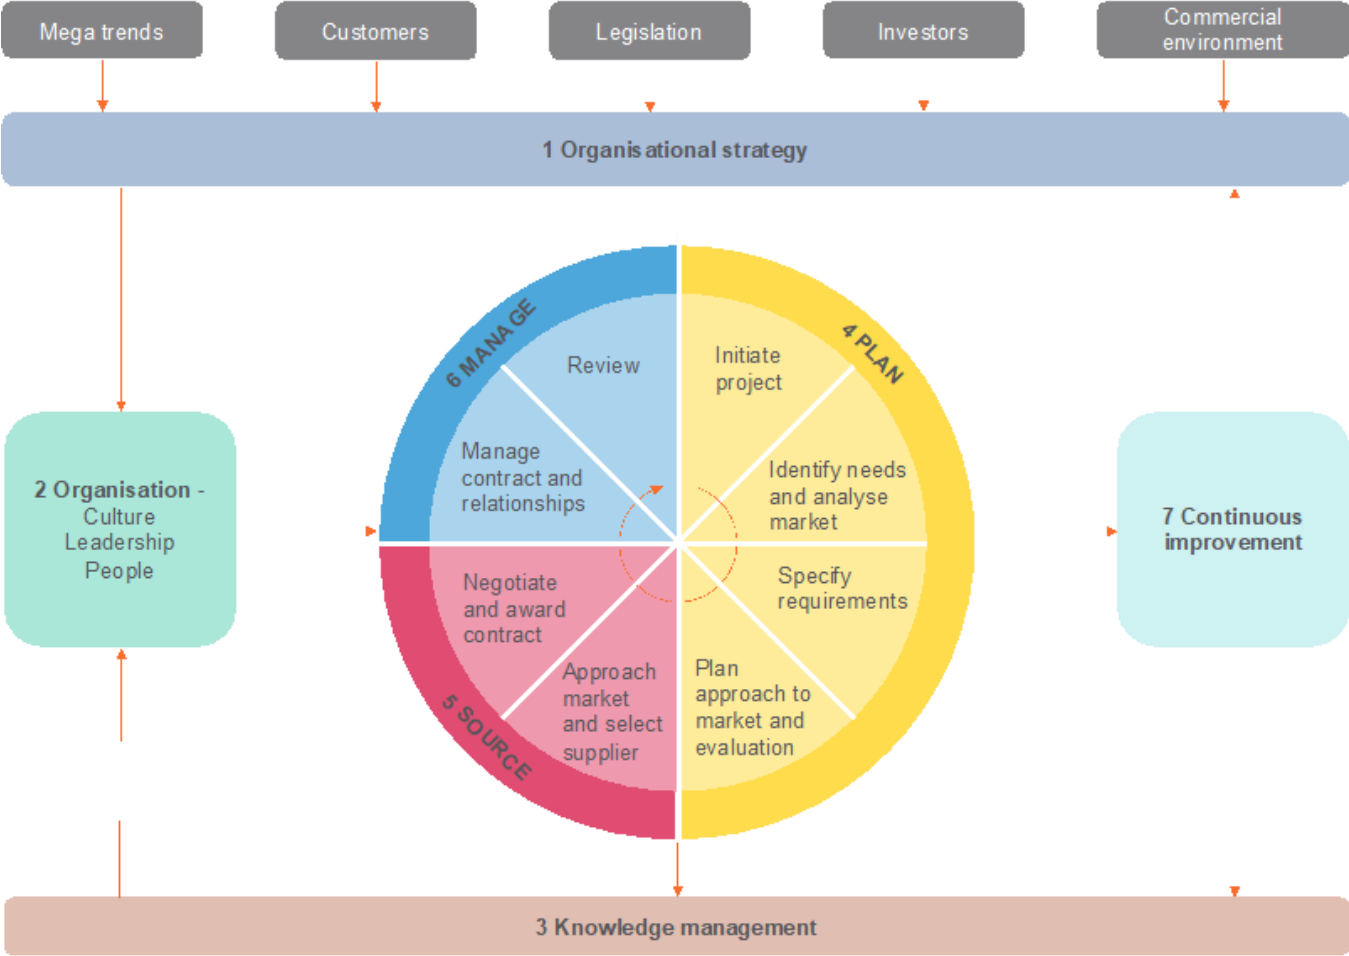 Mega trends
Customers
Legislation
Investors
Commercial
environment
1 Organisational strategy
6 MANAGE
4 PLAN
Review
Initiate
project
Manage
contract and
relationships
Identify needs
and analyse
market
2 Organisation -
Culture
Leadership
People
7 Continuous
improvement
Negotiate
and award
contract
Specify
requirements
Approach
market
and select
supplier
Plan
approach to
market and
evaluation
5 SOURCE
3 Knowledge management